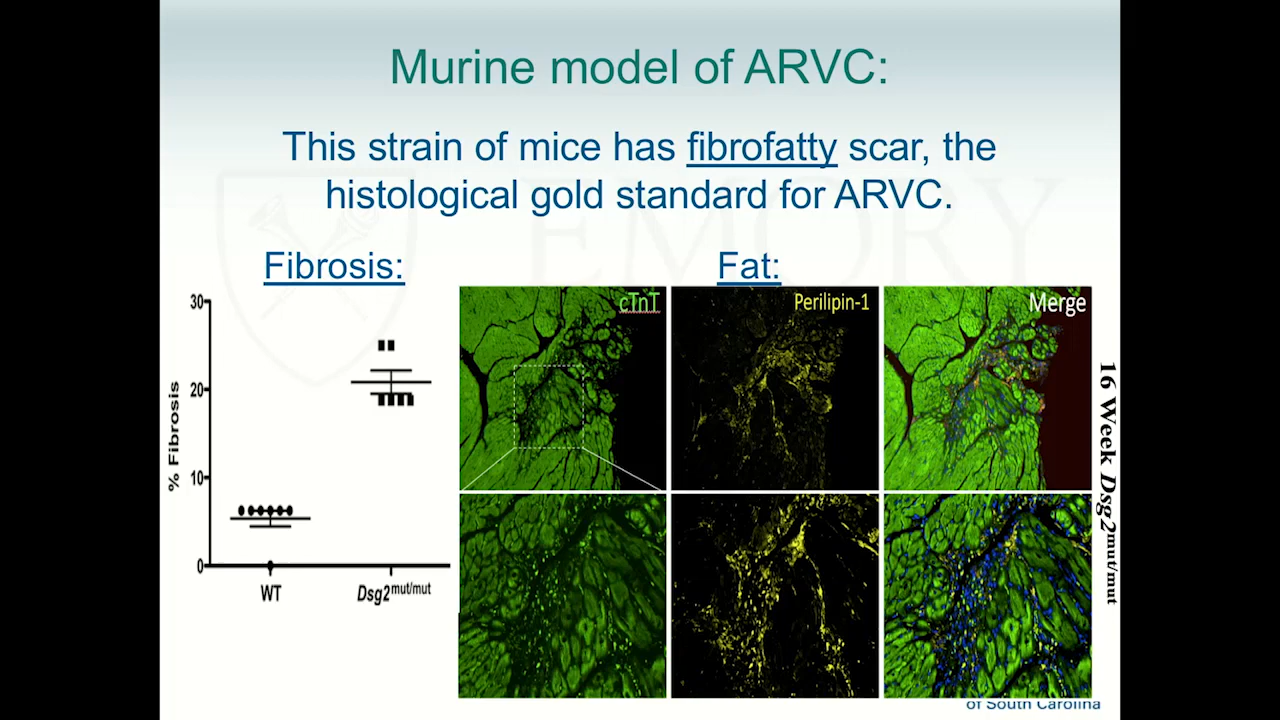 Murine model of ARVC:
This strain of mice has fibrofatty scar, the
histological gold standard for ARVC.
EMORY
Fibrosis:
Fat:
30
20
10
0
% Fibrosis
WT
Dsg2mut/mut
cTnT
Perilipin-1
Merge
16 Week Dsg2mut/mut
of South Carolina